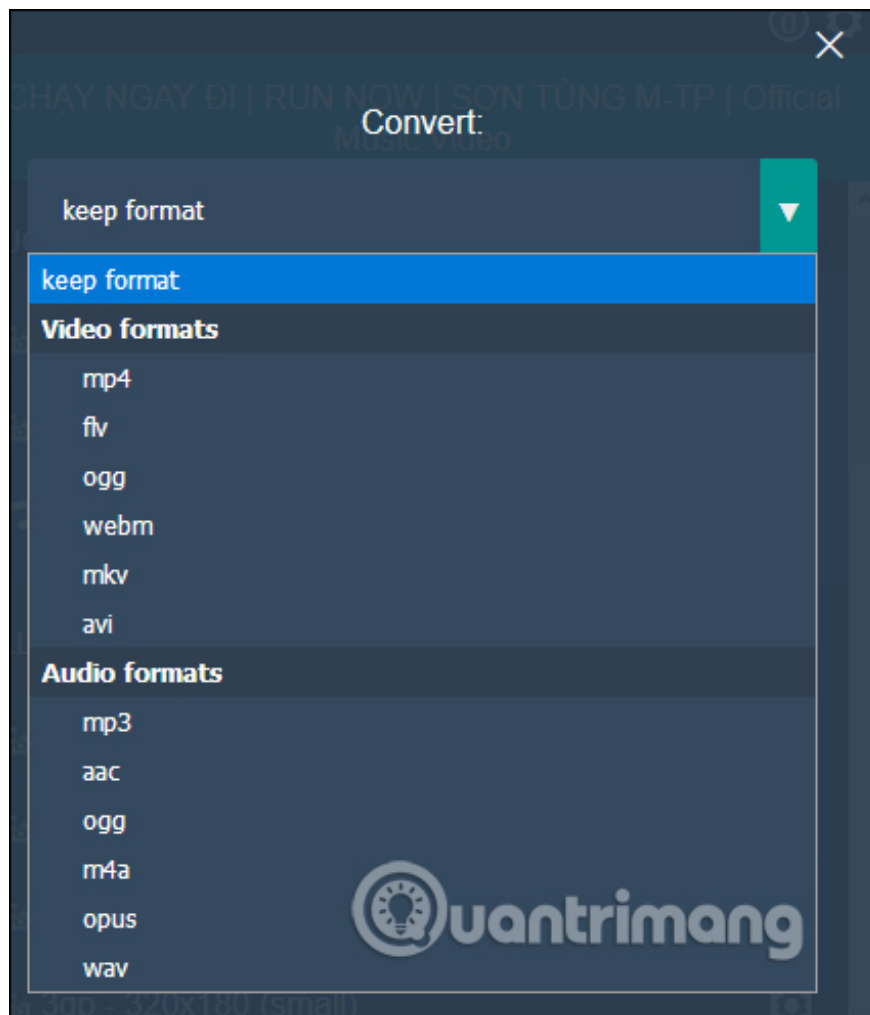 CHẠY NGAY ĐI | RUN NOW | SƠN TÙNG M-TP | Official
Music Video
Convert:
keep format
keep format
Video formats
mp4
flv
ogg
webm
mkv
avi
Audio formats
mp3
aac
ogg
m4a
opus
wav
Quantrimang
3gp - 320x180 (small)